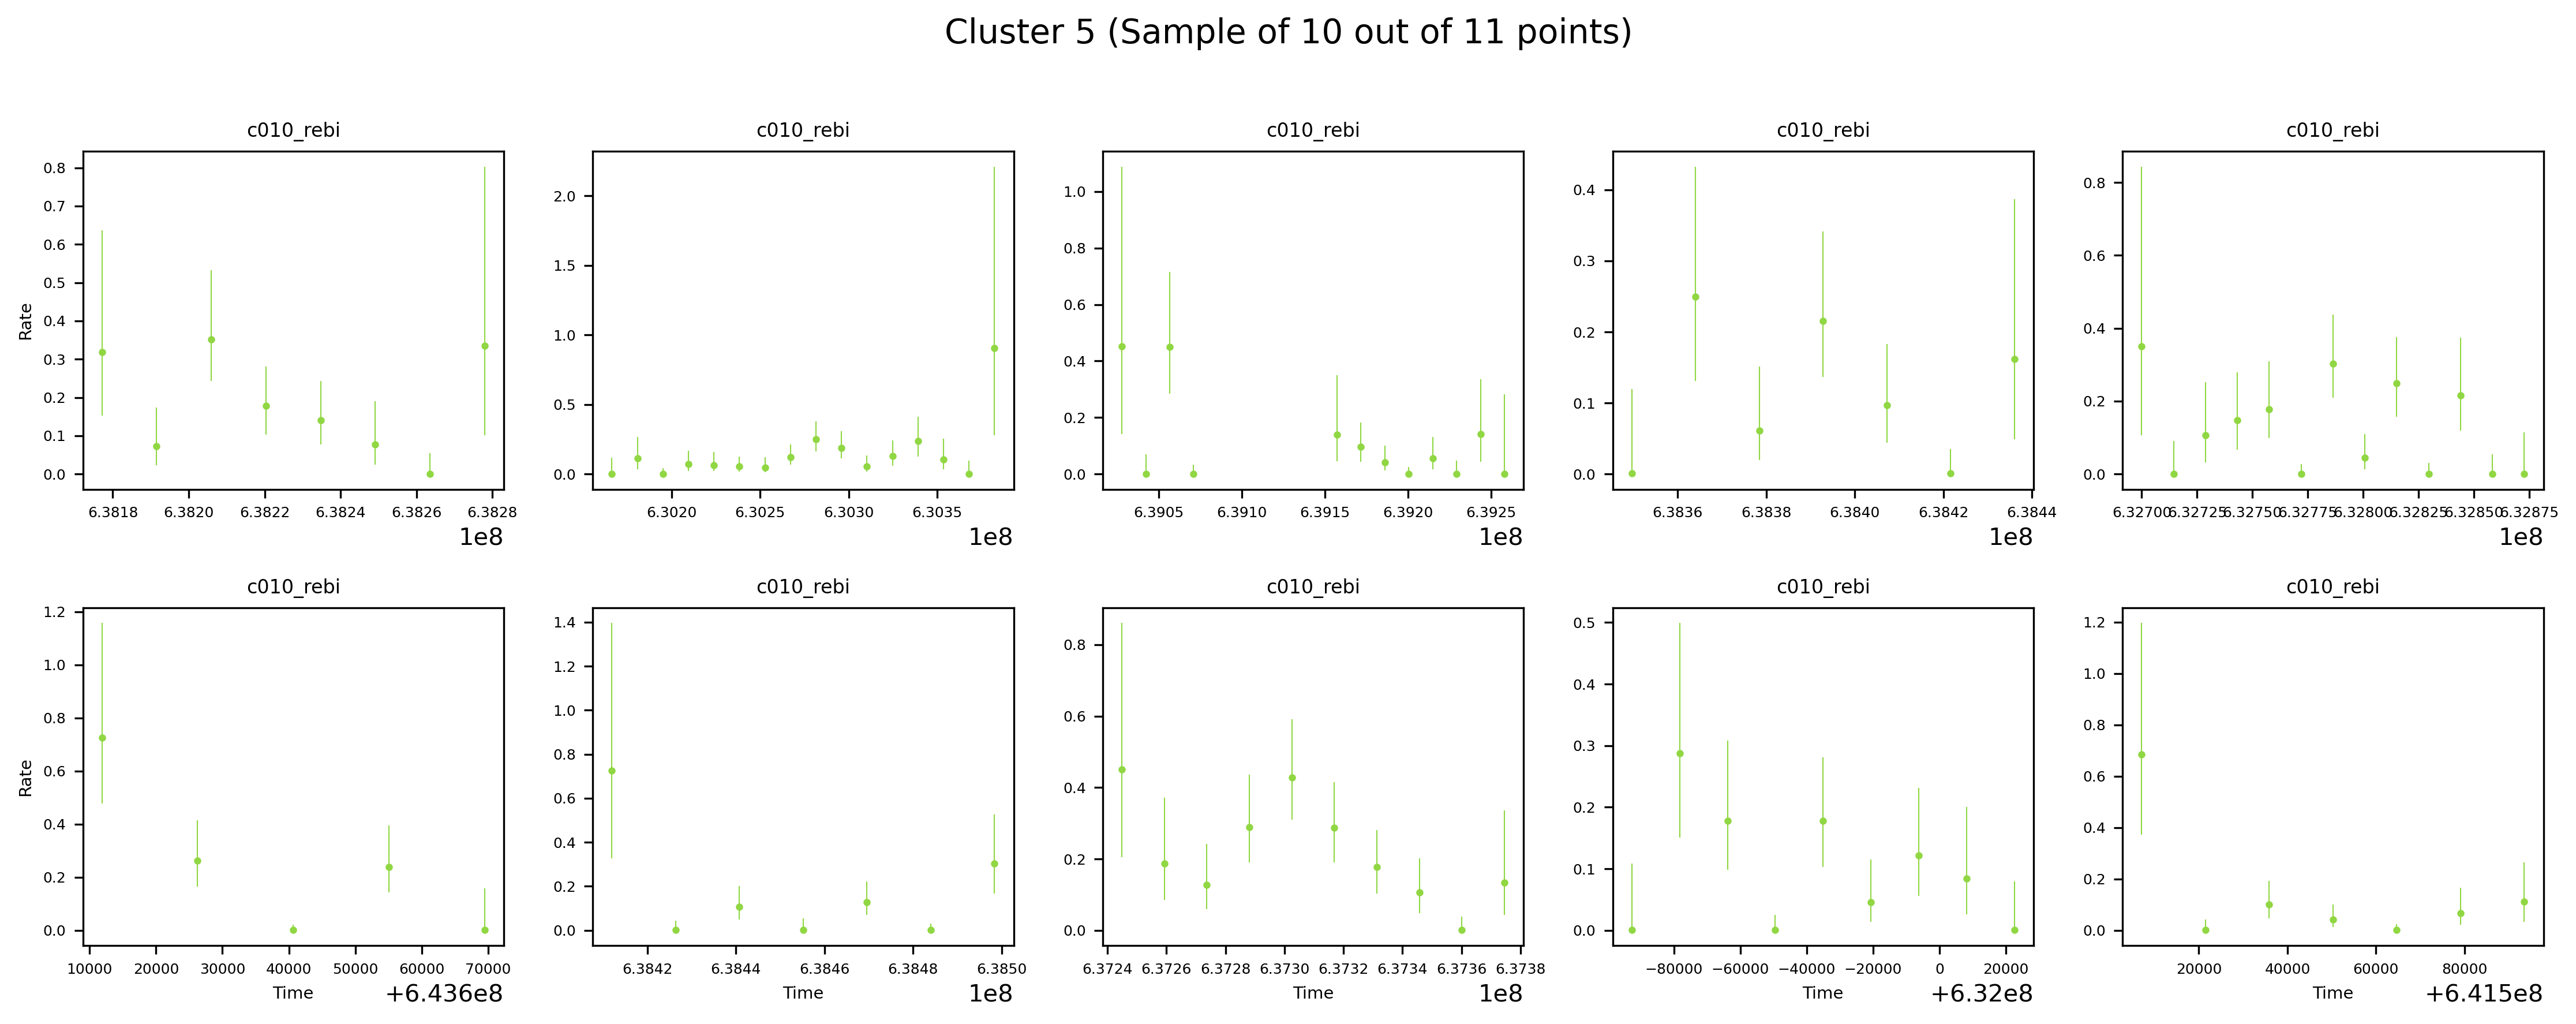 Cluster 5 (Sample of 10 out of 11 points)
c010_rebi c010_rebi c010_rebi c010_rebi c010_rebi
0.8 0.7 0.6 0.5 0.4 0.3 0.2 0.1 0.0
2.0 1.5 1.0 0.5 0.0
1.0 0.8 0.6 0.4 0.2 0.0
0.4 0.3 0.2 0.1 0.0
0.8 0.6 0.4 0.2 0.0
Rate
6.3818 6.3820 6.3822 6.3824 6.3826 6.3828
6.3020 6.3025 6.3030 6.3035
6.3905 6.3910 6.3915 6.3920 6.3925
6.3836 6.3838 6.3840 6.3842 6.3844
6.32700 6.32725 6.32750 6.32775 6.32800 6.32825 6.32850 6.32875
1e8 1e8 1e8 1e8 1e8
c010_rebi c010_rebi c010_rebi c010_rebi c010_rebi
1.2 1.0 0.8 0.6 0.4 0.2 0.0
1.4 1.2 1.0 0.8 0.6 0.4 0.2 0.0
0.8 0.6 0.4 0.2 0.0
0.5 0.4 0.3 0.2 0.1 0.0
1.2 1.0 0.8 0.6 0.4 0.2 0.0
Rate
10000 20000 30000 40000 50000 60000 70000
6.3842 6.3844 6.3846 6.3848 6.3850
6.3724 6.3726 6.3728 6.3730 6.3732 6.3734 6.3736 6.3738
−80000 −60000 −40000 −20000 0 20000
20000 40000 60000 80000
Time +6.436e8
Time 1e8
Time 1e8
Time +6.32e8
Time +6.415e8